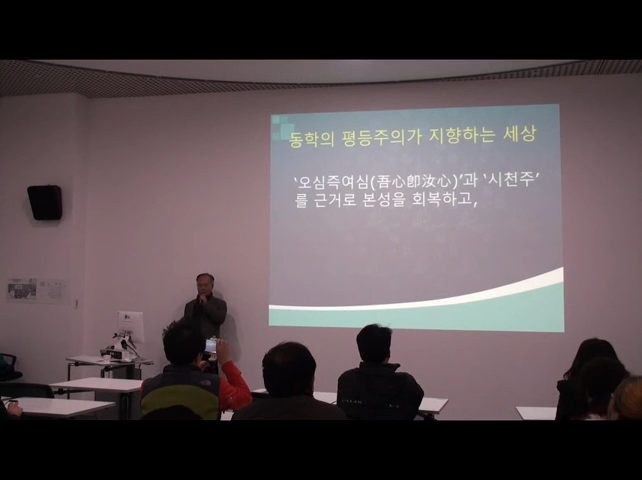 동학의 평등주의가 지향하는 세상
‘오심즉여심(吾心卽汝心)’과 ‘시천주’
를 근거로 본성을 회복하고,